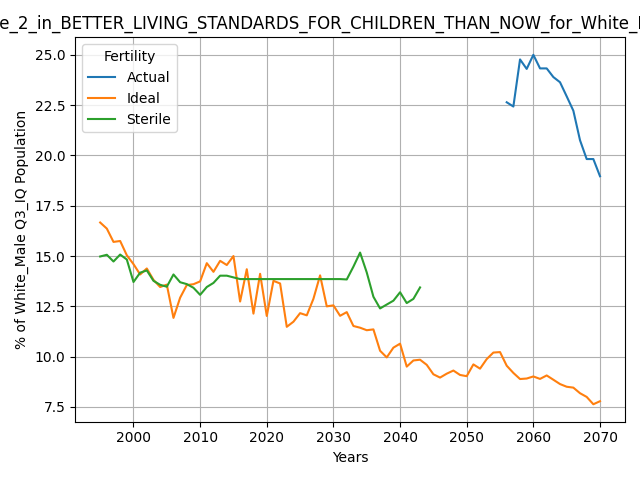 e_2_in_BETTER_LIVING_STANDARDS_FOR_CHILDREN_THAN_NOW_for_White_
Fertility
Actual
Ideal
Sterile
% of White_Male Q3_IQ Population
25.0
22.5
20.0
17.5
15.0
12.5
10.0
7.5
2000 2010 2020 2030 2040 2050 2060 2070
Years